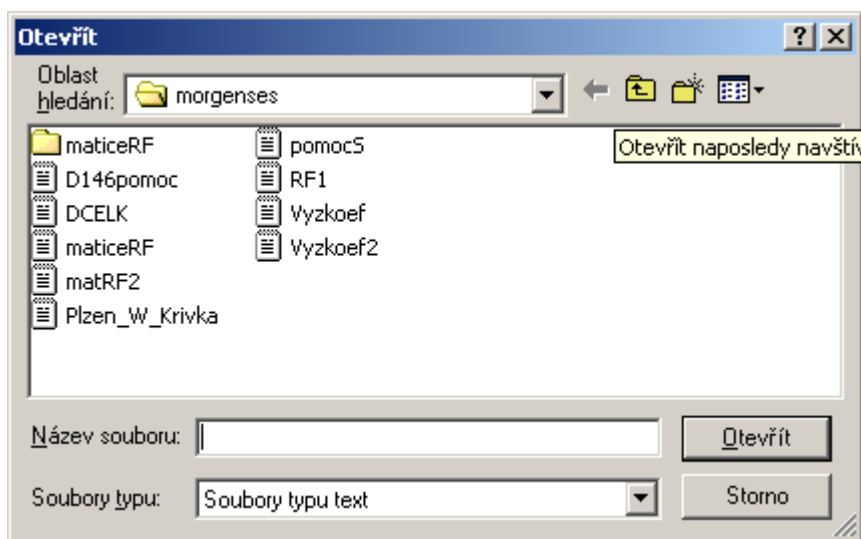 Otevřít
Oblast
hledání:
morgenses
Otevřít naposledy navštív
maticeRF
D146pomoc
DCELK
maticeRF
matRF2
Plzen_W_Krivka
pomocS
RF1
Vyzkoef
Vyzkoef2
Název souboru:
Otevřít
Soubory typu:
Soubory typu text
Storno